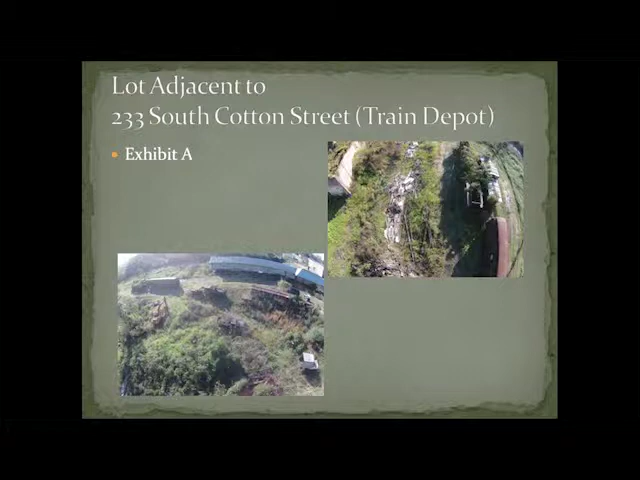 Lot Adjacent to
233 South Cotton Street (Train Depot)
Exhibit A